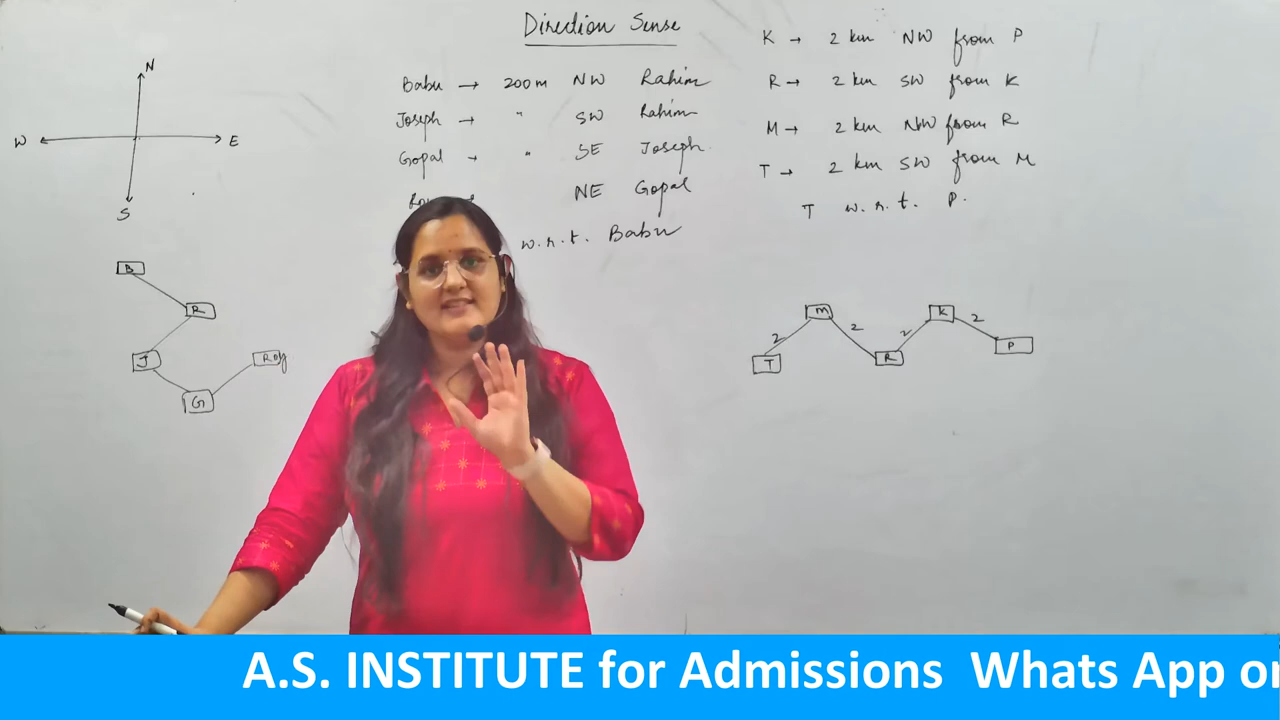 Direction Sense
N
W E
S
Babu → 200m NW Rahim
Joseph → " SW Rahim
Gopal → " SE Joseph
NE Gopal
w.r.t. Babu
K → 2 km NW from P
R → 2 km SW from K
M → 2 km NW from R
T → 2 km SW from M
T w.r.t. P.
B
R
J
Roy
G
M
K
T
R
P
2 2 2 2
A.S. INSTITUTE for Admissions Whats App on